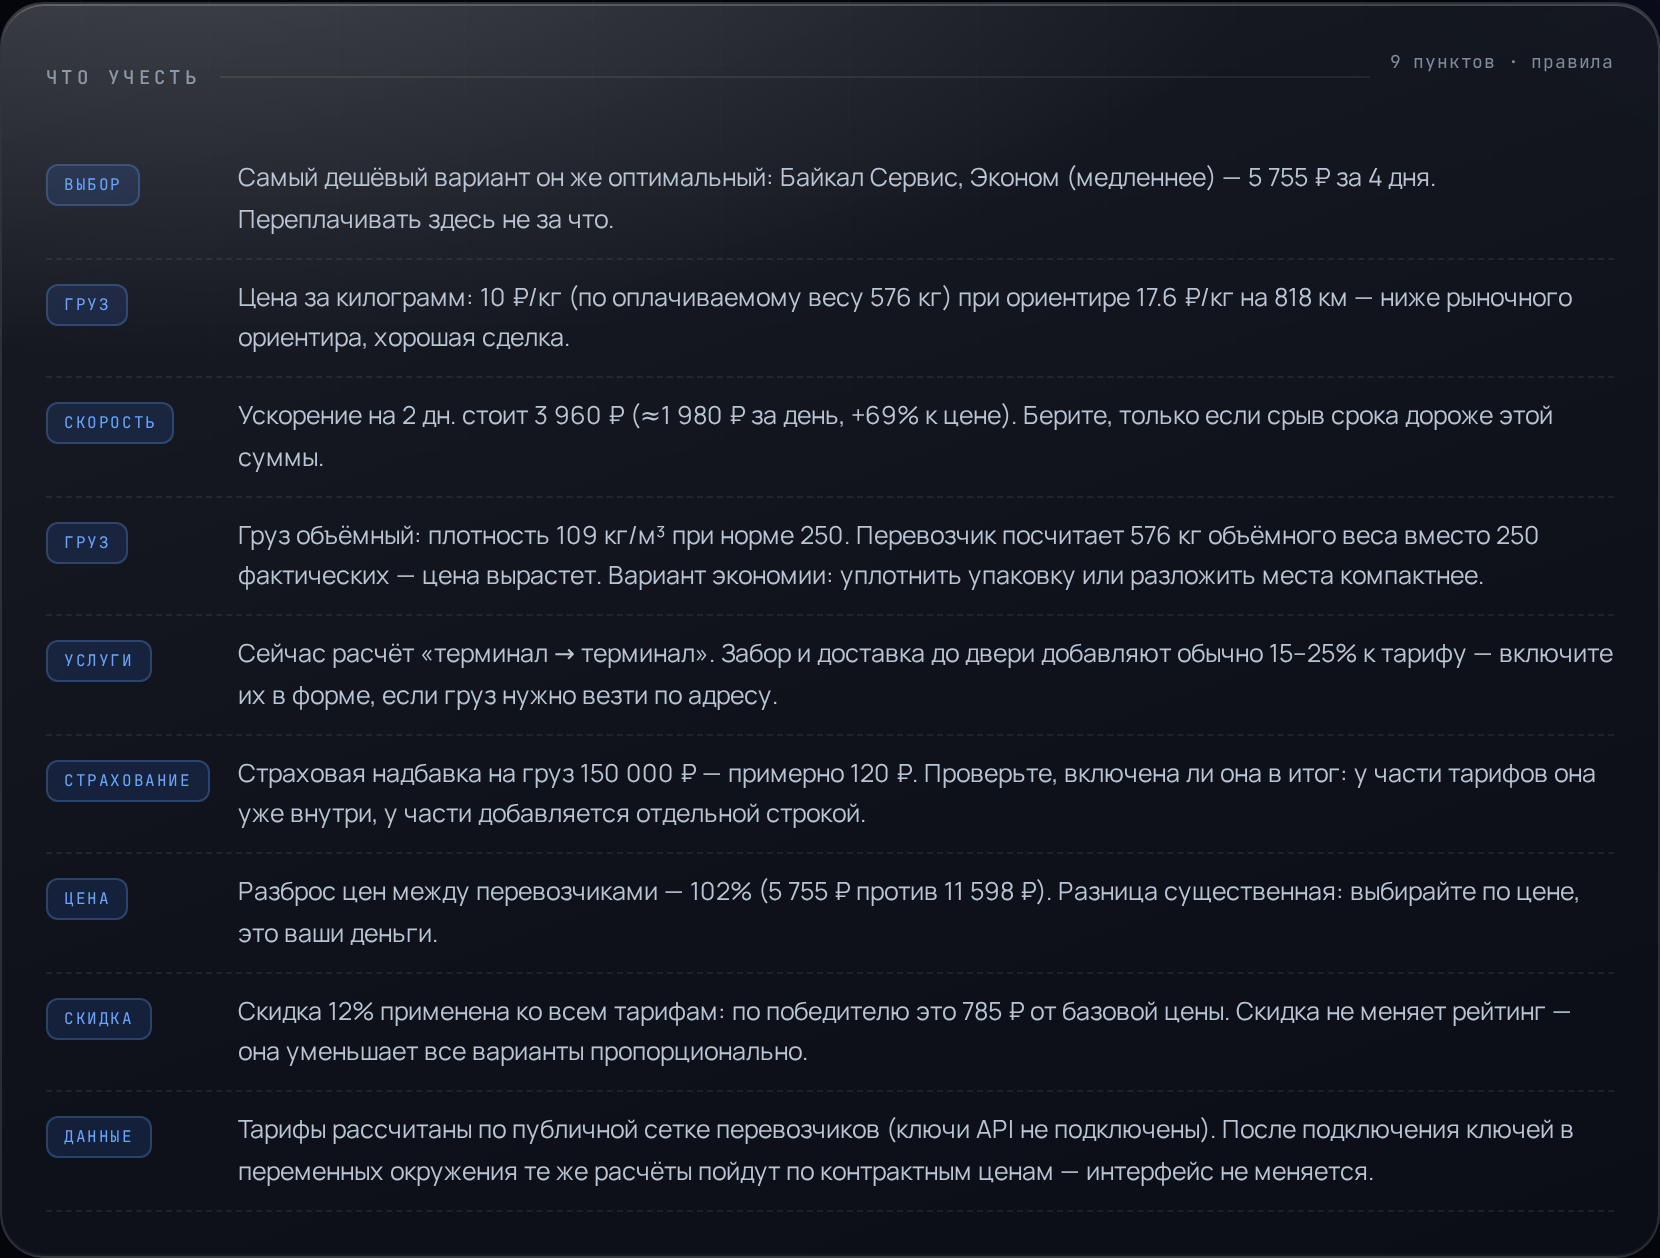 ЧТО УЧЕСТЬ
9 пунктов · правила
ВЫБОР
Самый дешёвый вариант он же оптимальный: Байкал Сервис, Эконом (медленнее) — 5 755 ₽ за 4 дня.
Переплачивать здесь не за что.
ГРУЗ
Цена за килограмм: 10 ₽/кг (по оплачиваемому весу 576 кг) при ориентире 17.6 ₽/кг на 818 км — ниже рыночного
ориентира, хорошая сделка.
СКОРОСТЬ
Ускорение на 2 дн. стоит 3 960 ₽ (≈1 980 ₽ за день, +69% к цене). Берите, только если срыв срока дороже этой
суммы.
ГРУЗ
Груз объёмный: плотность 109 кг/м³ при норме 250. Перевозчик посчитает 576 кг объёмного веса вместо 250
фактических — цена вырастет. Вариант экономии: уплотнить упаковку или разложить места компактнее.
УСЛУГИ
Сейчас расчёт «терминал → терминал». Забор и доставка до двери добавляют обычно 15–25% к тарифу — включите
их в форме, если груз нужно везти по адресу.
СТРАХОВАНИЕ
Страховая надбавка на груз 150 000 ₽ — примерно 120 ₽. Проверьте, включена ли она в итог: у части тарифов она
уже внутри, у части добавляется отдельной строкой.
ЦЕНА
Разброс цен между перевозчиками — 102% (5 755 ₽ против 11 598 ₽). Разница существенная: выбирайте по цене,
это ваши деньги.
СКИДКА
Скидка 12% применена ко всем тарифам: по победителю это 785 ₽ от базовой цены. Скидка не меняет рейтинг —
она уменьшает все варианты пропорционально.
ДАННЫЕ
Тарифы рассчитаны по публичной сетке перевозчиков (ключи API не подключены). После подключения ключей в
переменных окружения те же расчёты пойдут по контрактным ценам — интерфейс не меняется.